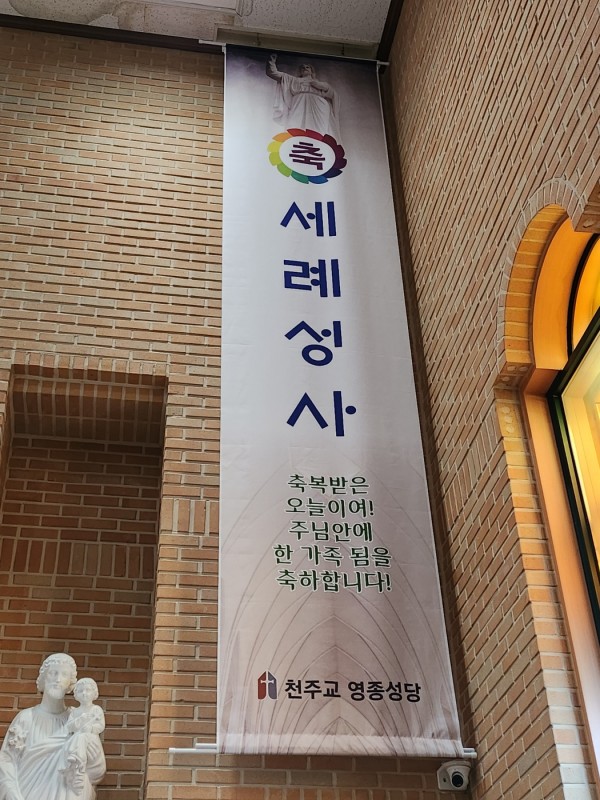 축
세
례
성
사
축복받은
오늘이여!
주님안에
한 가족 됨을
축하합니다!
천주교 영종성당